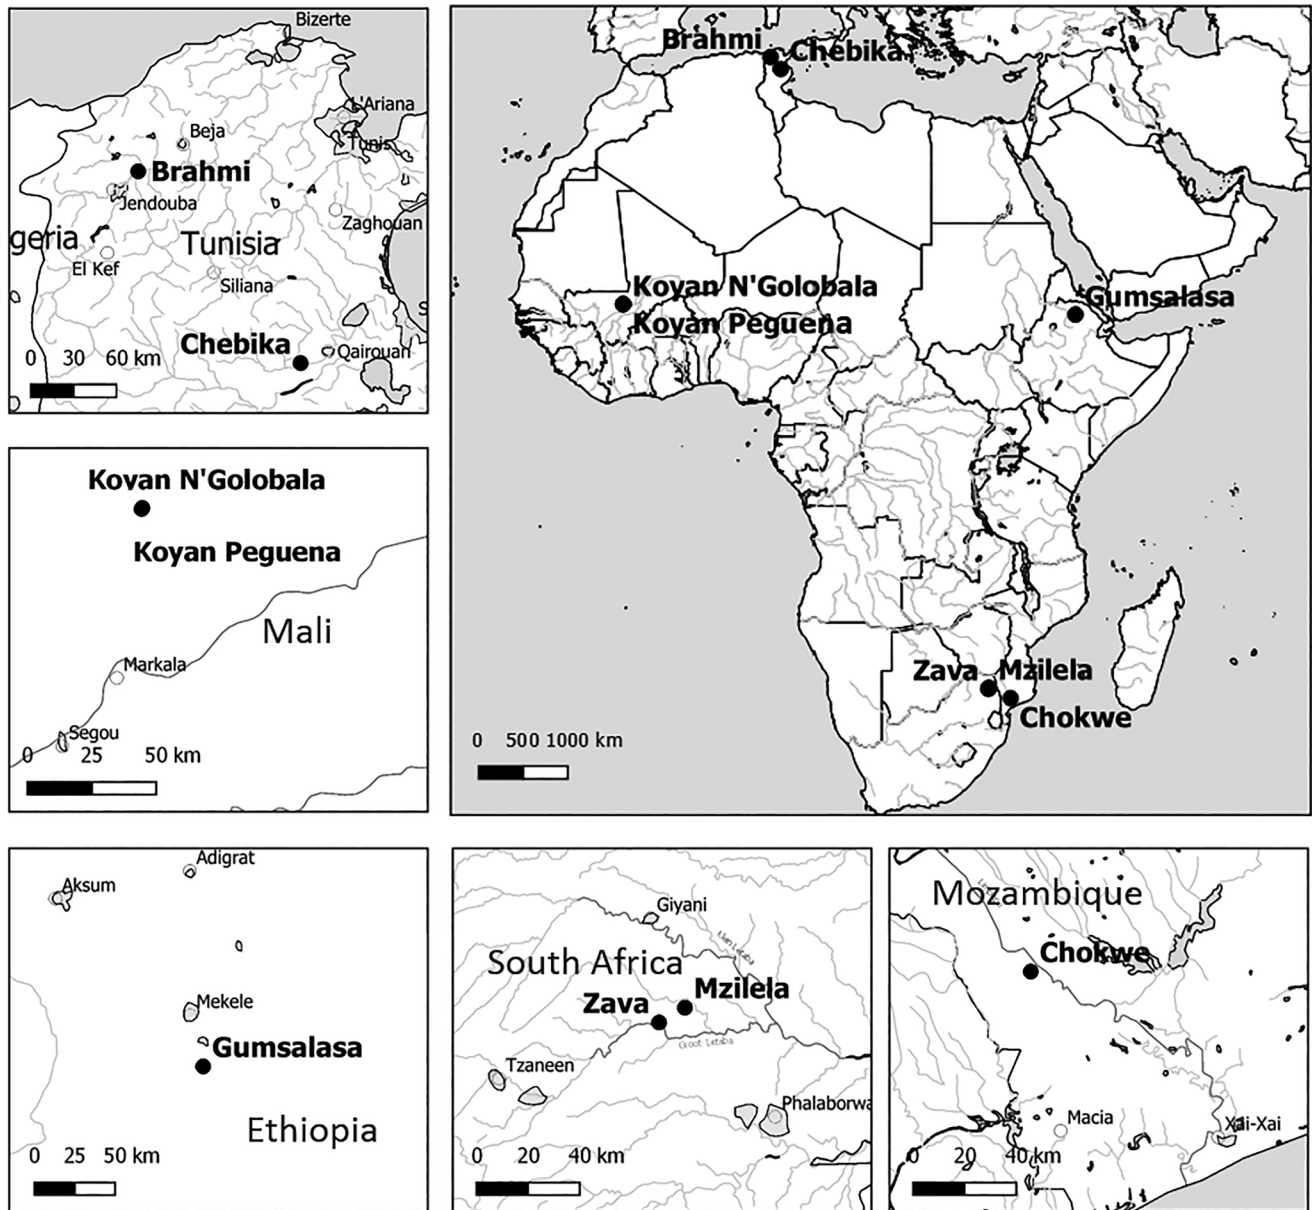 Bizerte
L'Ariana
Beja
Tunis
Brahmi
Jendouba
Zaghouan
geria
Tunisia
El Kef
Siliana
S
Chebika
Qairouan
0 30 60 km
Brahmi
Chebika
Koyan N'Golobala
Koyan Peguena
Gumsalasa
Zava Mzilela
Chokwe
0 500 1000 km
Kovan N'Golobala
Koyan Peguena
Mali
Markala
Segou
0 25 50 km
Adigrat
Aksum
Mekele
Gumsalasa
Ethiopia
0 25 50 km
Giyani
South Africa
Mzilela
Zava
Groot Letaba
Tzaneen
Phalaborwa
0 20 40 km
Mozambique
Chokwe
Macia
Xai-Xai
0 20 40 km